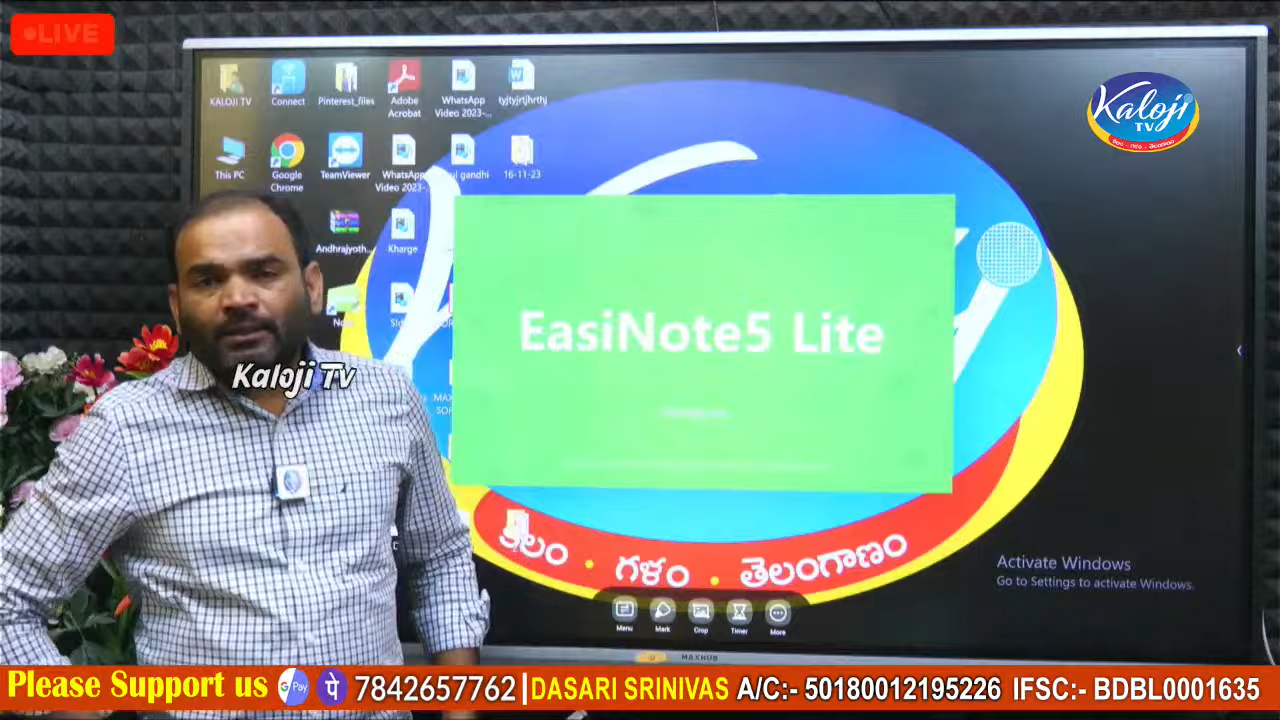 LIVE
Kaloji
TV
KALOJI TV
Connect
Pinterest_files
Adobe
Acrobat
WhatsApp
Video 2023-...
tyjtyjrtjhrthj
This PC
Google
Chrome
TeamViewer
WhatsApp
Video 2023-...
gandhi
16-11-23
Andhrajyoth...
Kharge
EasiNote5 Lite
Kaloji Tv
కలం · గళం · తెలంగాణం
Activate Windows
Go to Settings to activate Windows.
Menu
Mark
Crop
Timer
More
MAXHUB
Please Support us G Pay पे 7842657762|DASARI SRINIVAS A/C:- 50180012195226 IFSC:- BDBL0001635